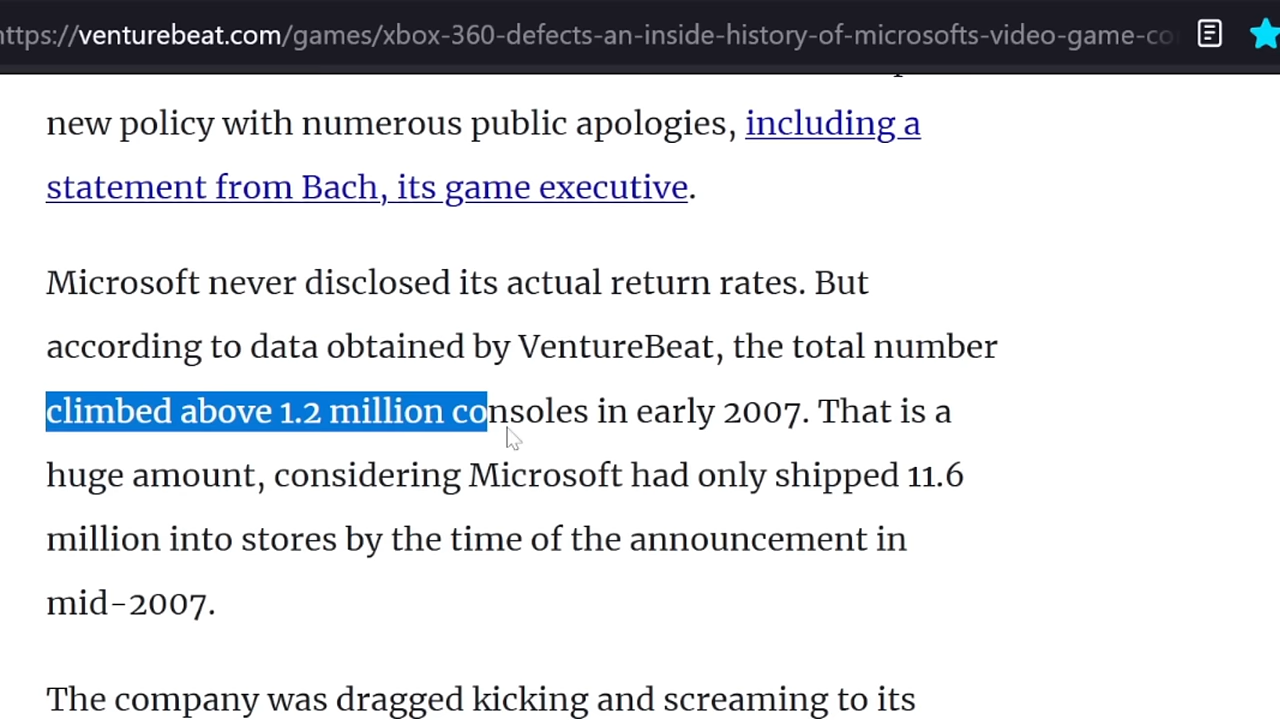 https://venturebeat.com/games/xbox-360-defects-an-inside-history-of-microsofts-video-game-co
new policy with numerous public apologies, including a
statement from Bach, its game executive.
Microsoft never disclosed its actual return rates. But
according to data obtained by VentureBeat, the total number
climbed above 1.2 million consoles in early 2007. That is a
huge amount, considering Microsoft had only shipped 11.6
million into stores by the time of the announcement in
mid-2007.
The company was dragged kicking and screaming to its